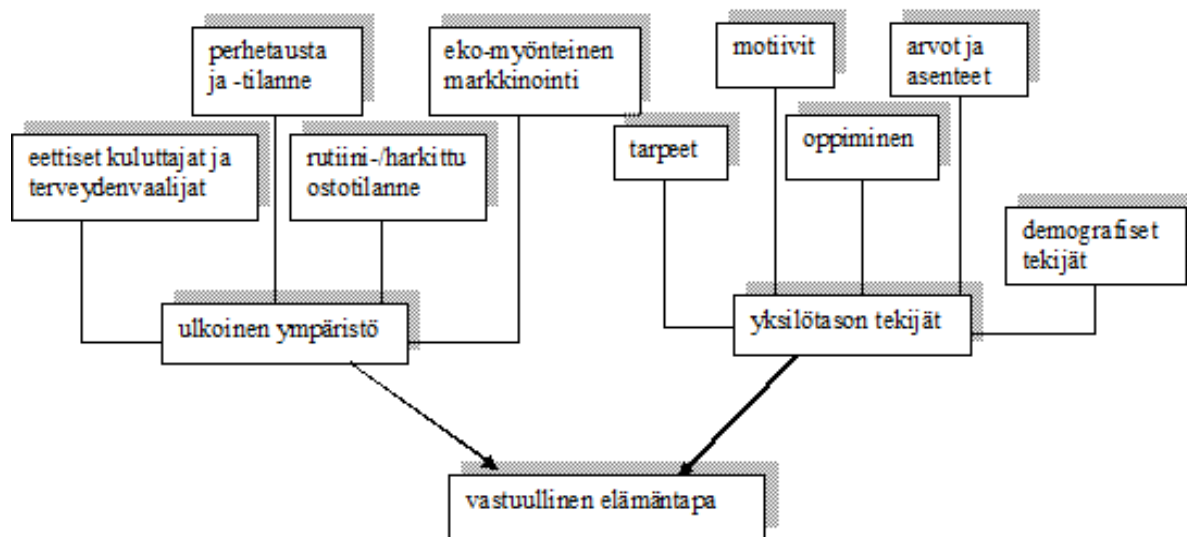 perhetausta
ja -tilanne
eko-myönteinen
markkinointi
motiivit
arvot ja
asenteet
eettiset kuluttajat ja
terveydenvaalijat
rutiini-/harkittu
ostotilanne
tarpeet
oppiminen
demografiset
tekijät
ulkoinen ympäristö
yksilötason tekijät
vastuullinen elämäntapa